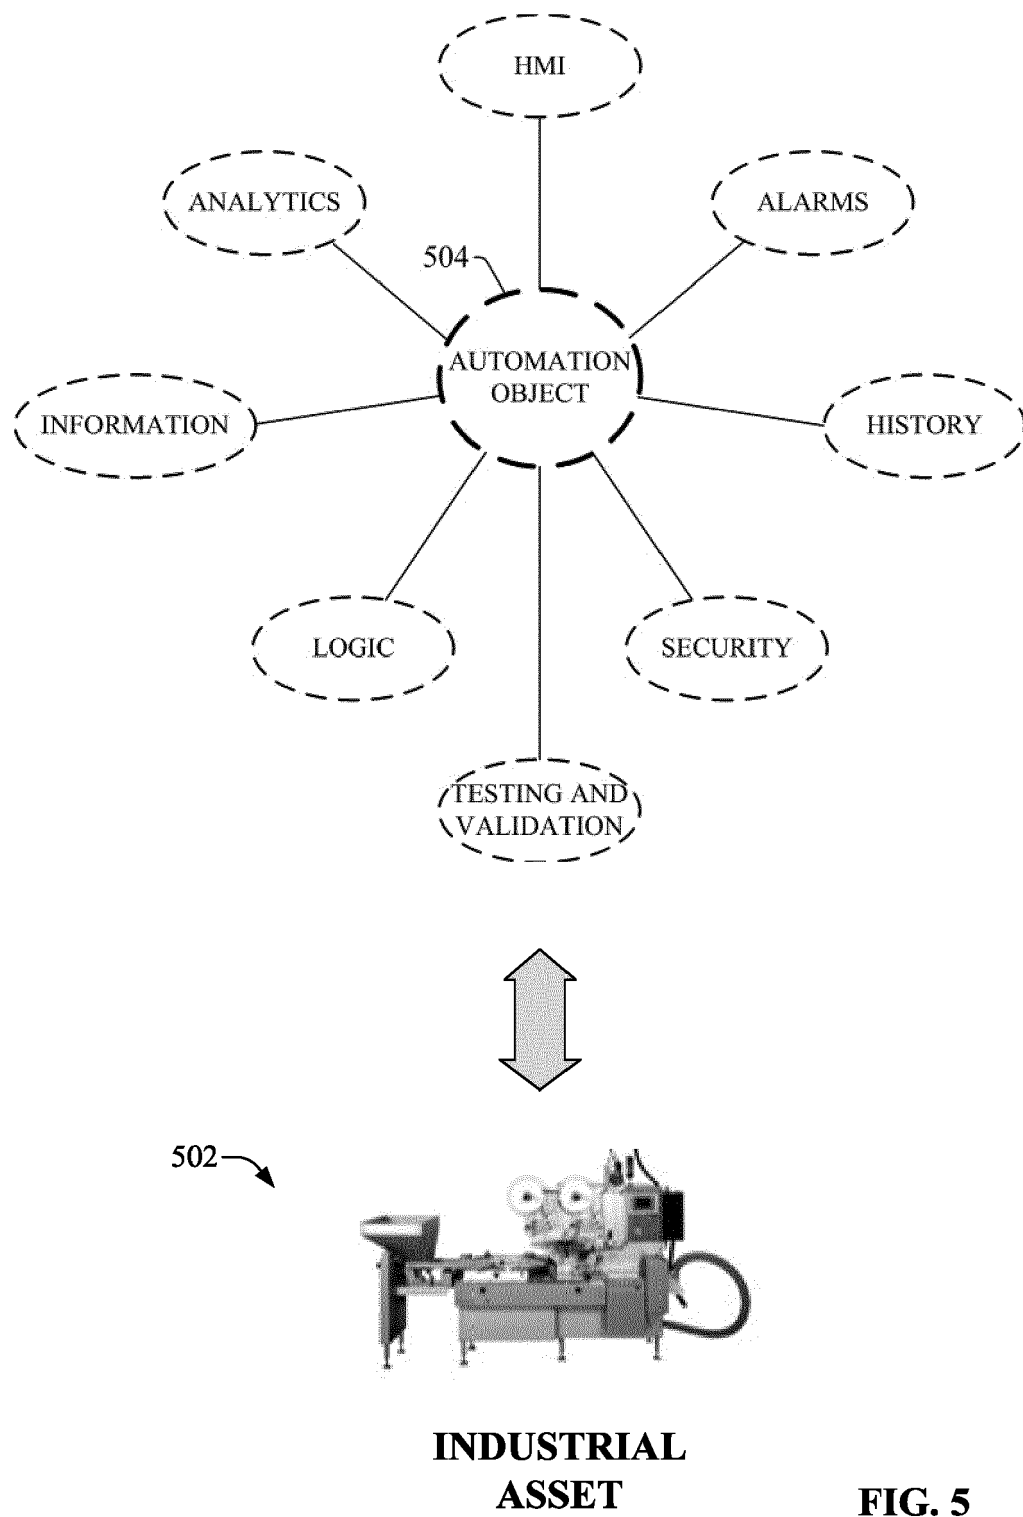 HMI
ANALYTICS
ALARMS
504
AUTOMATION
OBJECT
INFORMATION
HISTORY
LOGIC
SECURITY
TESTING AND
VALIDATION
502
INDUSTRIAL
ASSET
FIG. 5